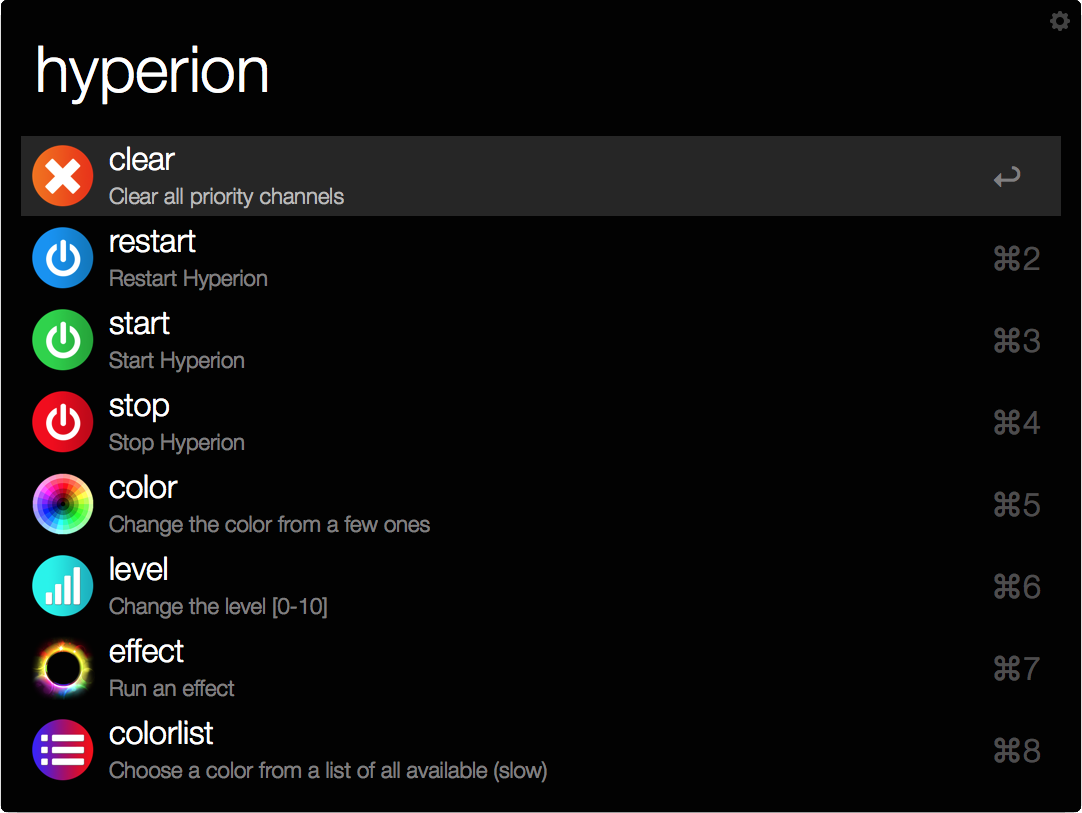 hyperion
clear
Clear all priority channels
restart
Restart Hyperion
⌘2
start
Start Hyperion
⌘3
stop
Stop Hyperion
⌘4
color
Change the color from a few ones
⌘5
level
Change the level [0-10]
⌘6
effect
Run an effect
⌘7
colorlist
Choose a color from a list of all available (slow)
⌘8